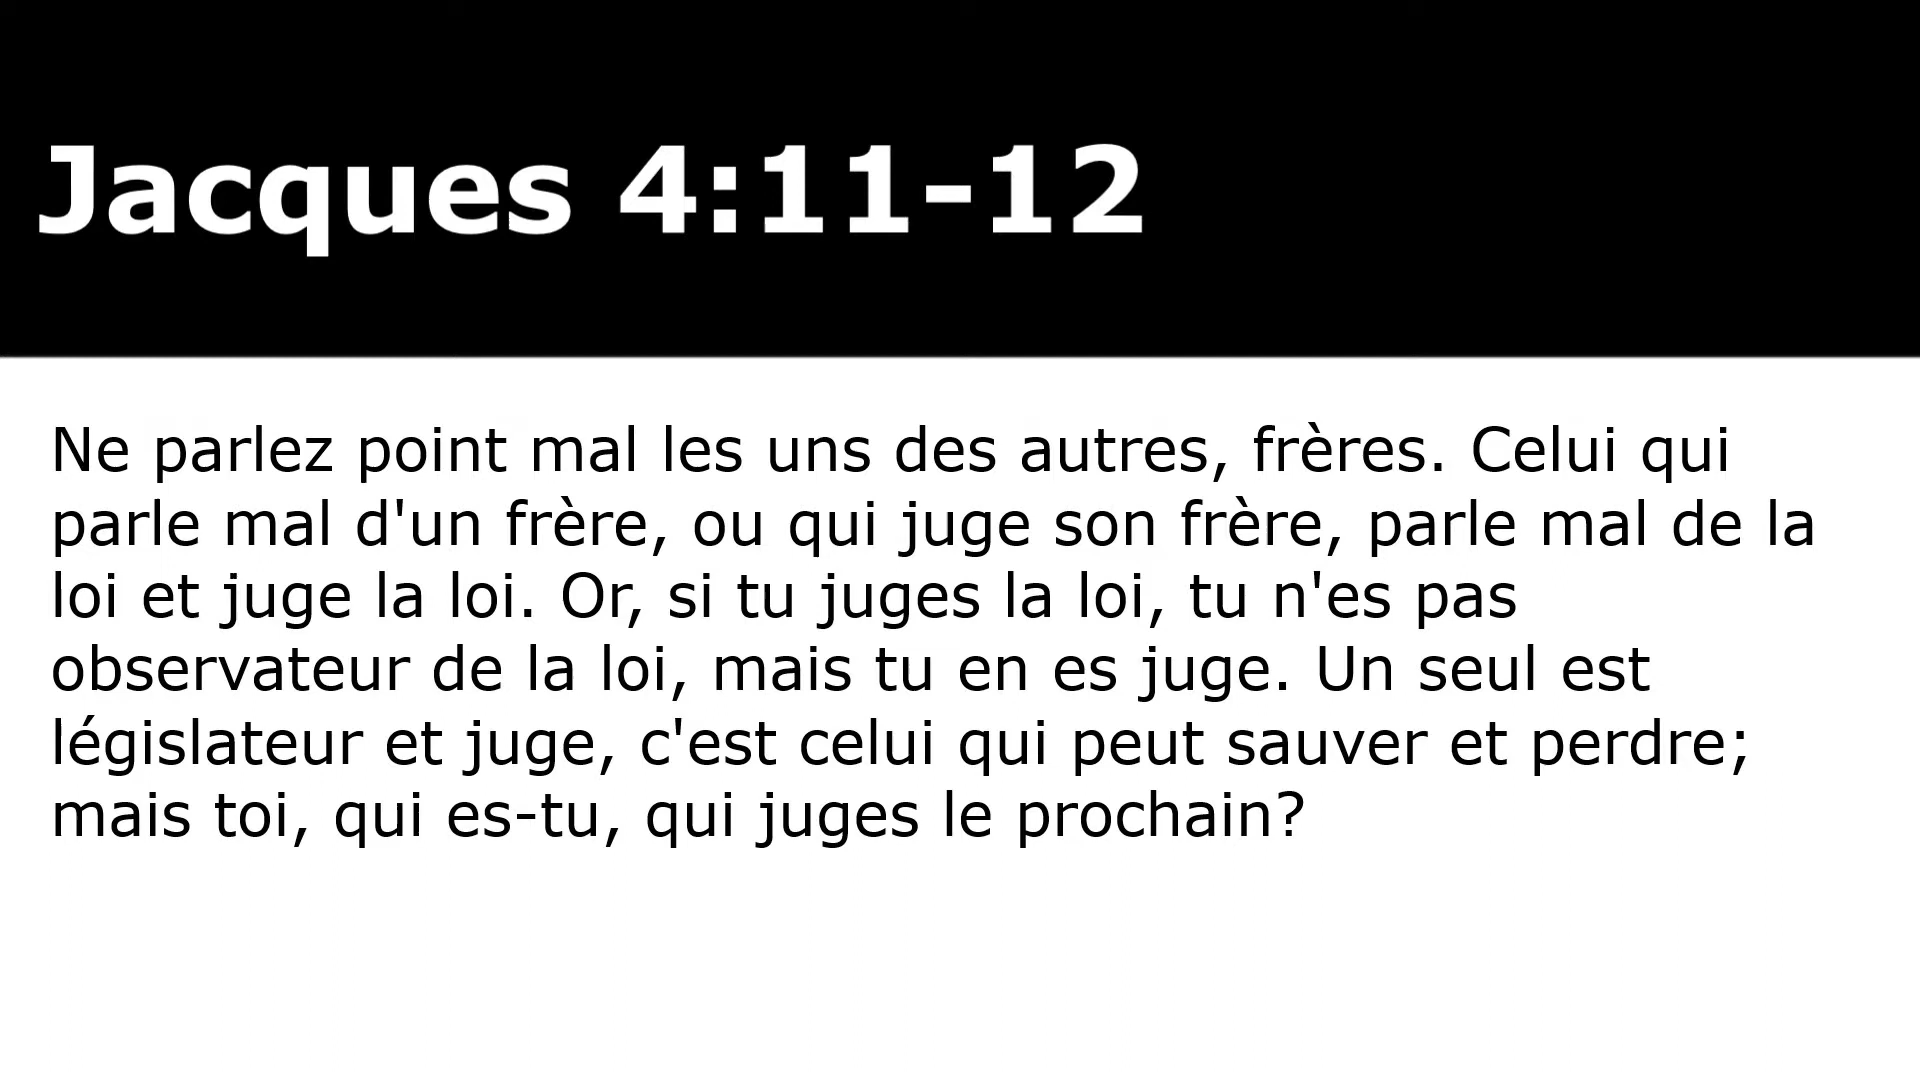 Jacques 4:11-12
Ne parlez point mal les uns des autres, frères. Celui qui
parle mal d'un frère, ou qui juge son frère, parle mal de la
loi et juge la loi. Or, si tu juges la loi, tu n'es pas
observateur de la loi, mais tu en es juge. Un seul est
législateur et juge, c'est celui qui peut sauver et perdre;
mais toi, qui es-tu, qui juges le prochain?